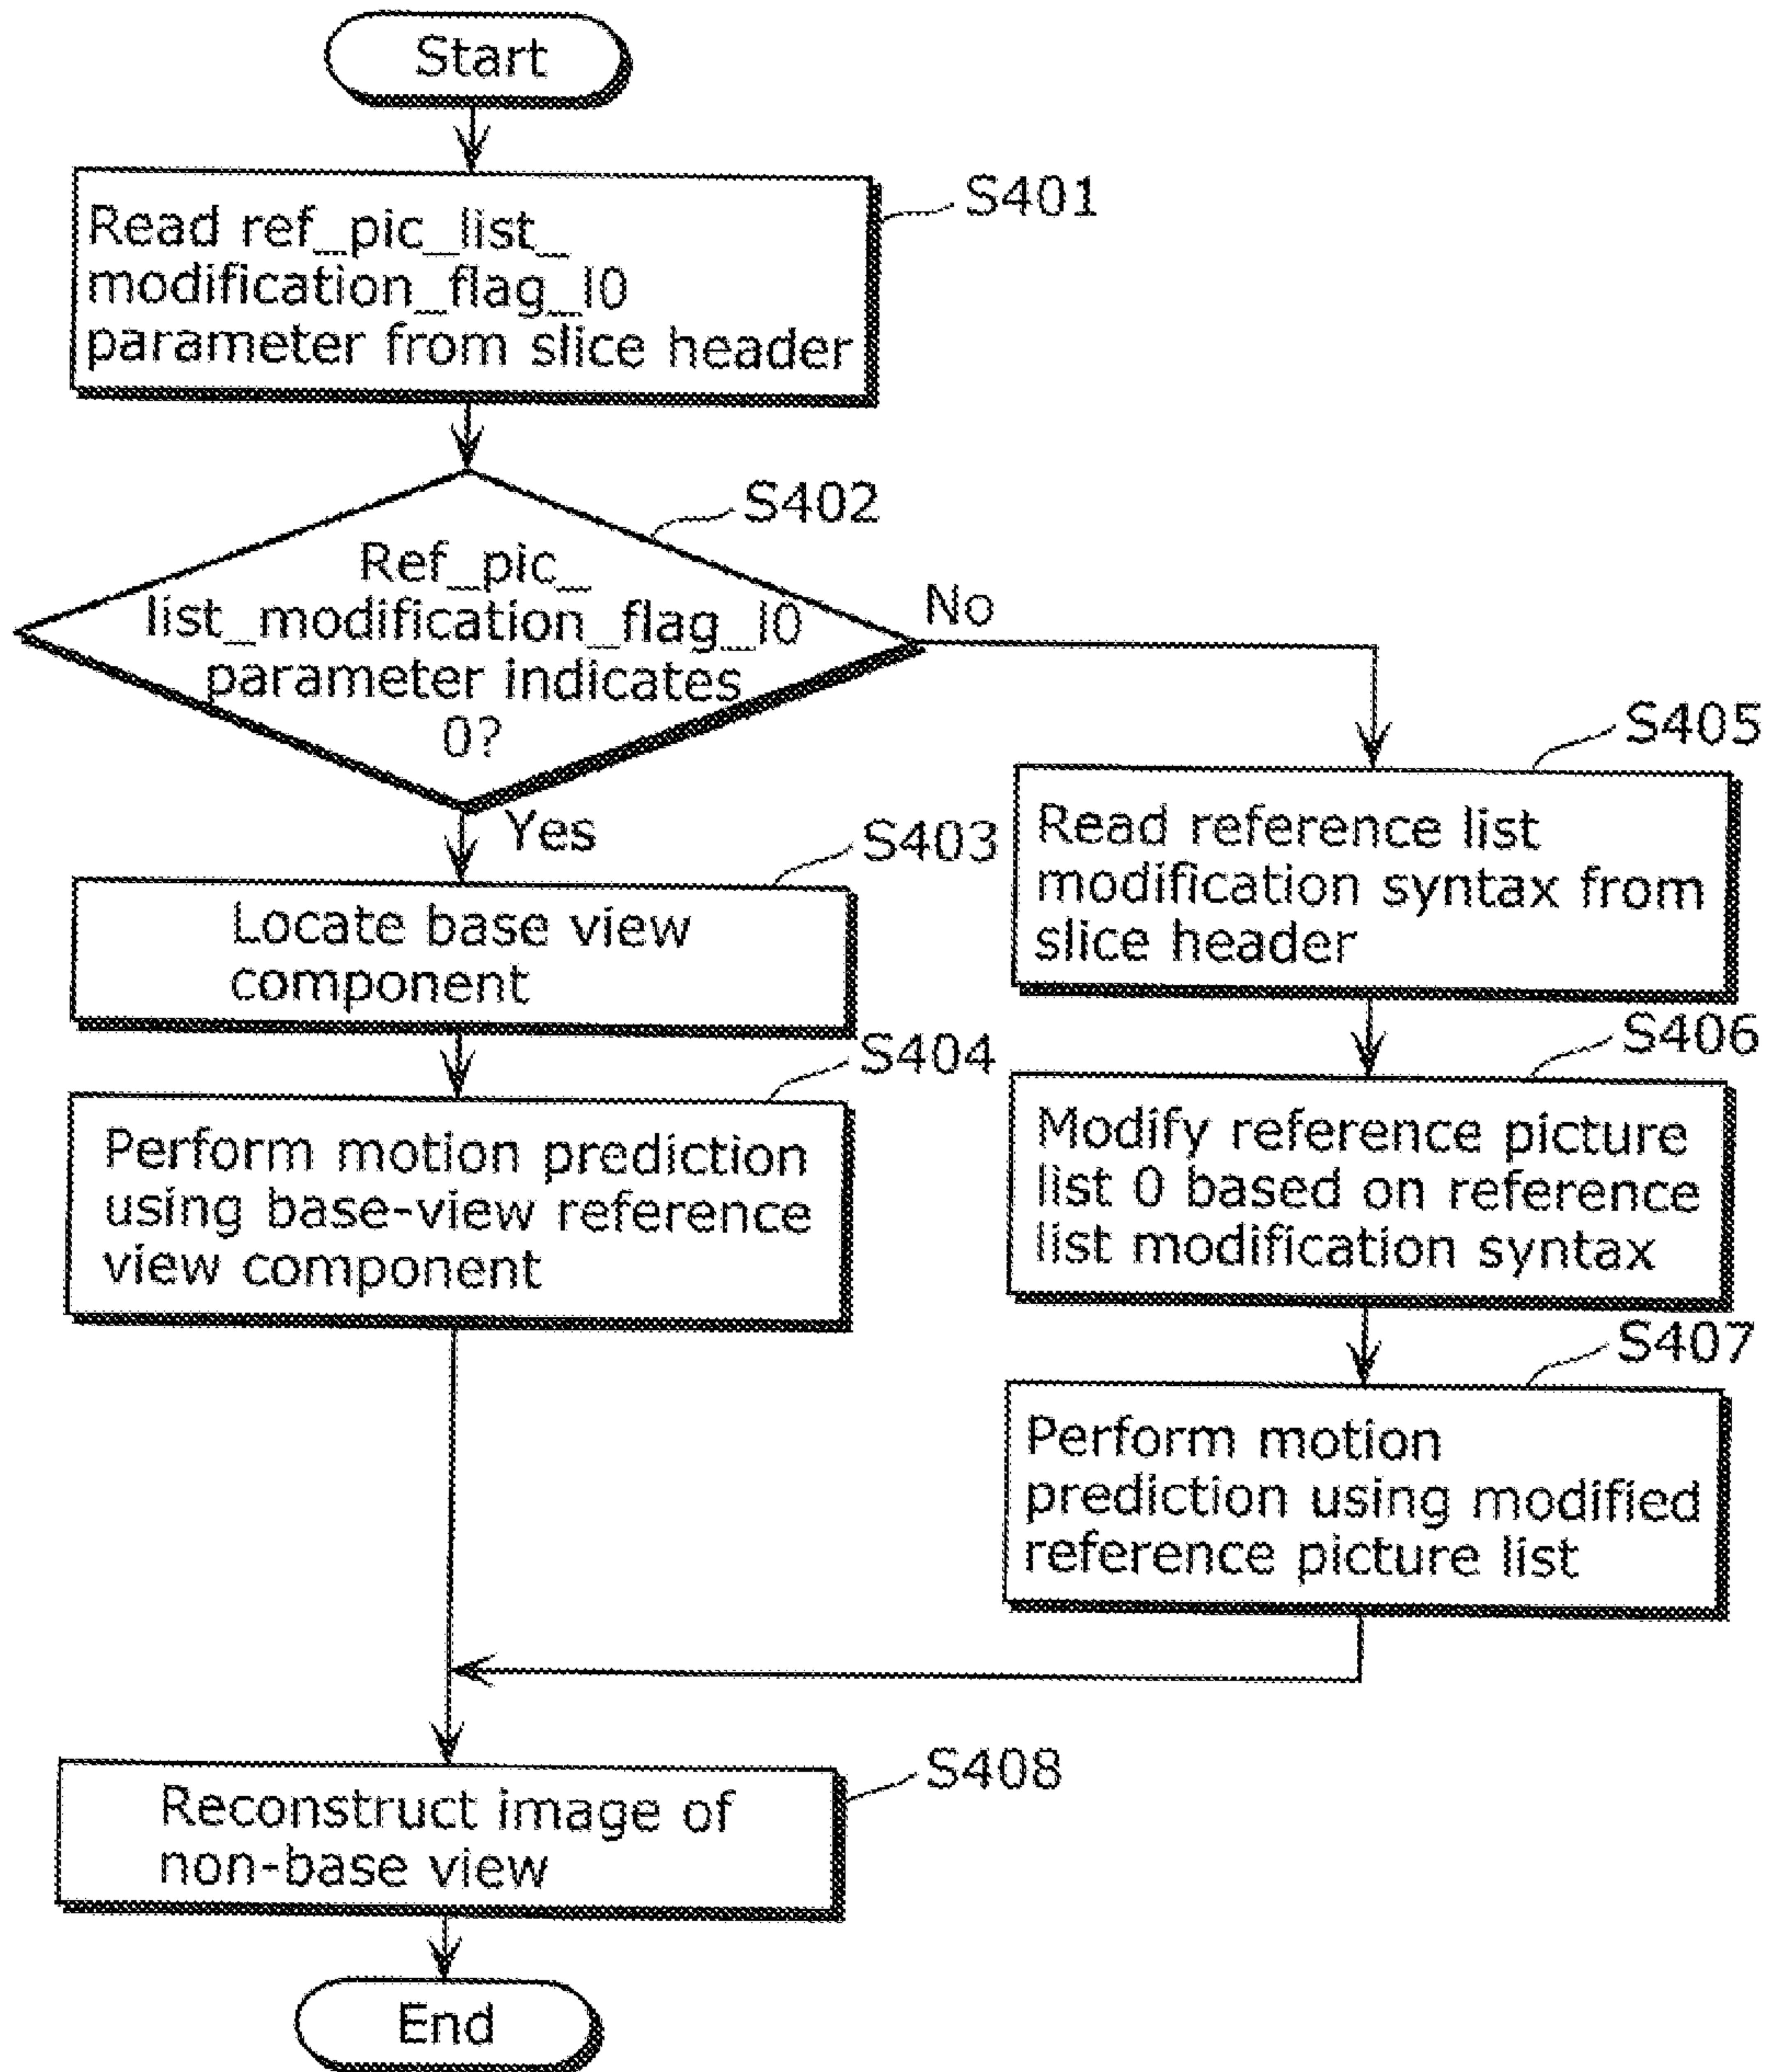 Start
Read ref_pic_list_
modification_flag_l0
parameter from slice header
S401
Ref_pic_
list_modification_flag_l0
parameter indicates
0?
S402
No
Yes
Locate base view
component
S403
Perform motion prediction
using base-view reference
view component
S404
Read reference list
modification syntax from
slice header
S405
Modify reference picture
list 0 based on reference
list modification syntax
S406
Perform motion
prediction using modified
reference picture list
S407
Reconstruct image of
non-base view
S408
End